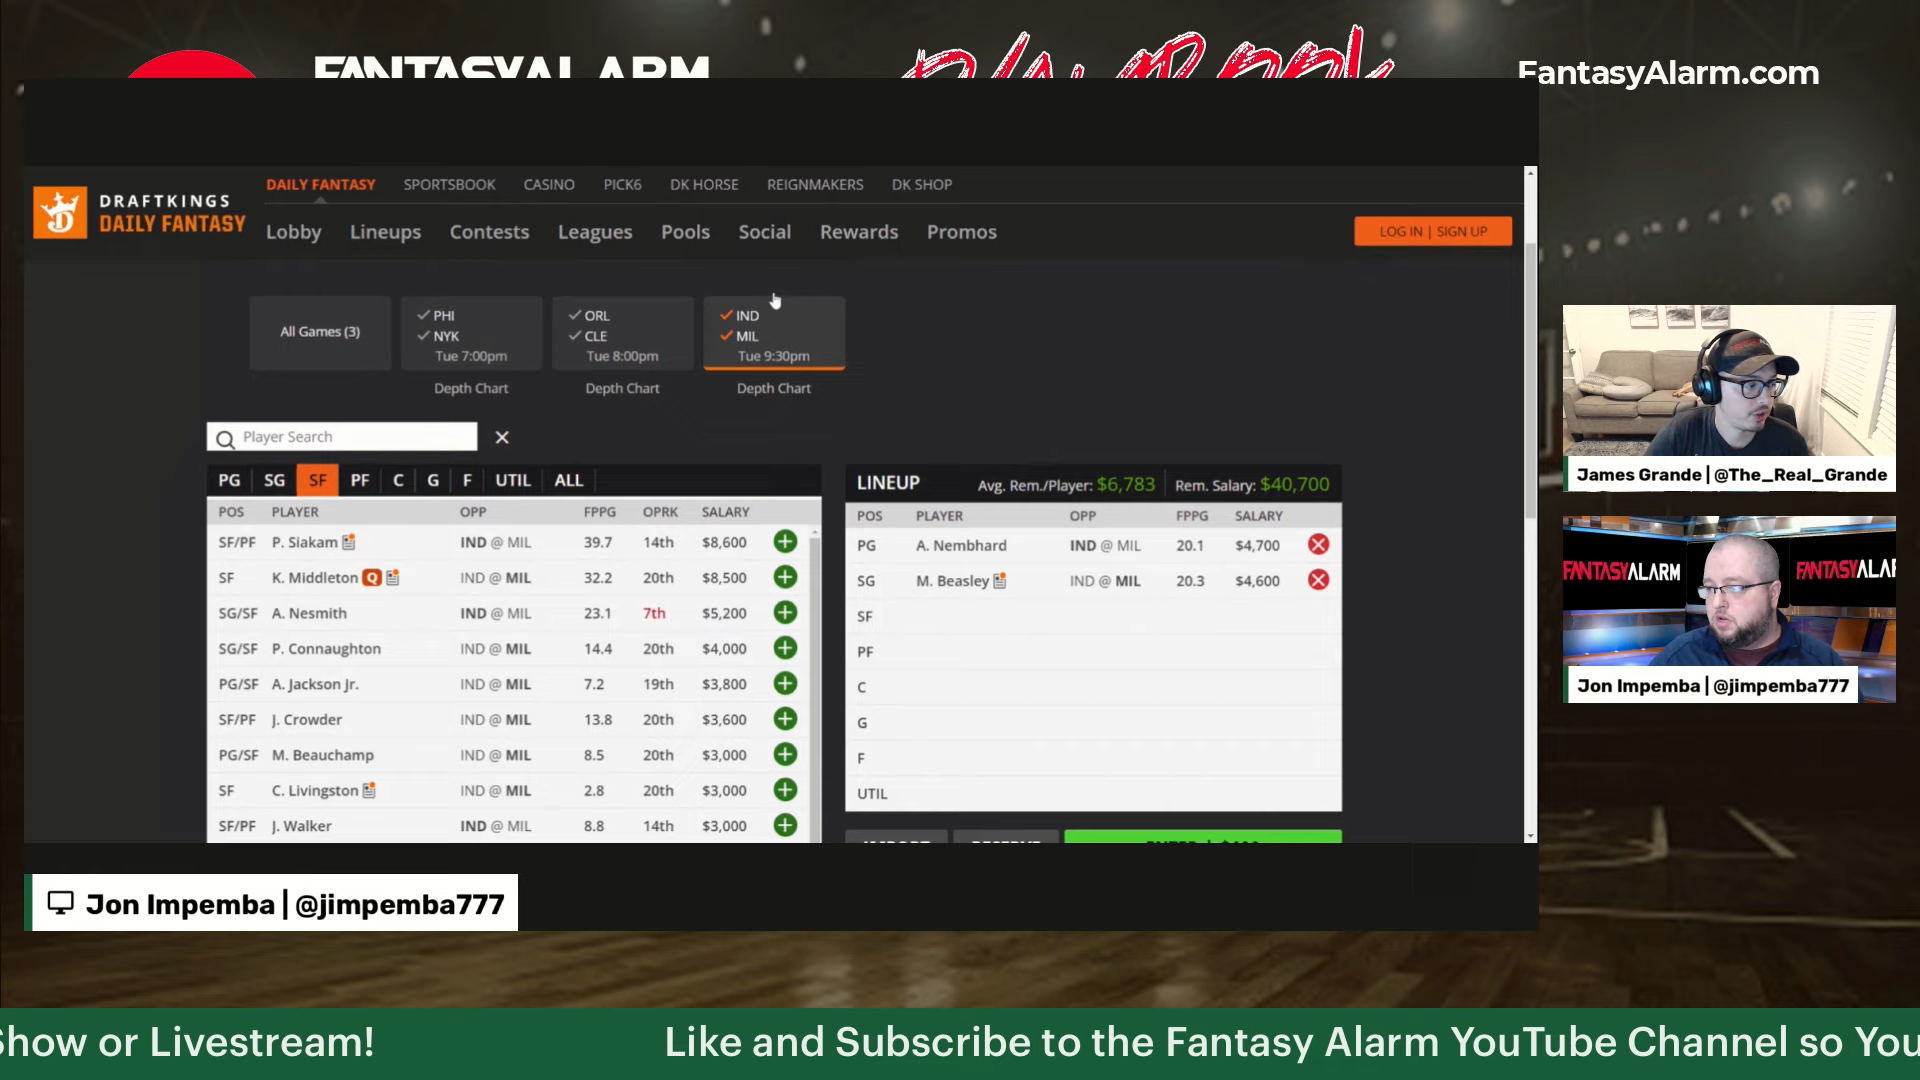 FANTASYALARM
PLAYBOOK
FantasyAlarm.com
DRAFTKINGS
DAILY FANTASY
DAILY FANTASY SPORTSBOOK CASINO PICK6 DK HORSE REIGNMAKERS DK SHOP
Lobby Lineups Contests Leagues Pools Social Rewards Promos
LOG IN | SIGN UP
All Games (3)
PHI
NYK
Tue 7:00pm
Depth Chart
ORL
CLE
Tue 8:00pm
Depth Chart
IND
MIL
Tue 9:30pm
Depth Chart
Player Search
PG SG SF PF C G F UTIL ALL
POS PLAYER OPP FPPG OPRK SALARY
SF/PF P. Siakam IND @ MIL 39.7 14th $8,600
SF K. Middleton Q IND @ MIL 32.2 20th $8,500
SG/SF A. Nesmith IND @ MIL 23.1 7th $5,200
SG/SF P. Connaughton IND @ MIL 14.4 20th $4,000
PG/SF A. Jackson Jr. IND @ MIL 7.2 19th $3,800
SF/PF J. Crowder IND @ MIL 13.8 20th $3,600
PG/SF M. Beauchamp IND @ MIL 8.5 20th $3,000
SF C. Livingston IND @ MIL 2.8 20th $3,000
SF/PF J. Walker IND @ MIL 8.8 14th $3,000
LINEUP Avg. Rem./Player: $6,783 Rem. Salary: $40,700
POS PLAYER OPP FPPG SALARY
PG A. Nembhard IND @ MIL 20.1 $4,700
SG M. Beasley IND @ MIL 20.3 $4,600
SF
PF
C
G
F
UTIL
James Grande | @The_Real_Grande
FANTASYALARM
FANTASYALAR
Jon Impemba | @jimpemba777
Jon Impemba | @jimpemba777
Show or Livestream!
Like and Subscribe to the Fantasy Alarm YouTube Channel so You